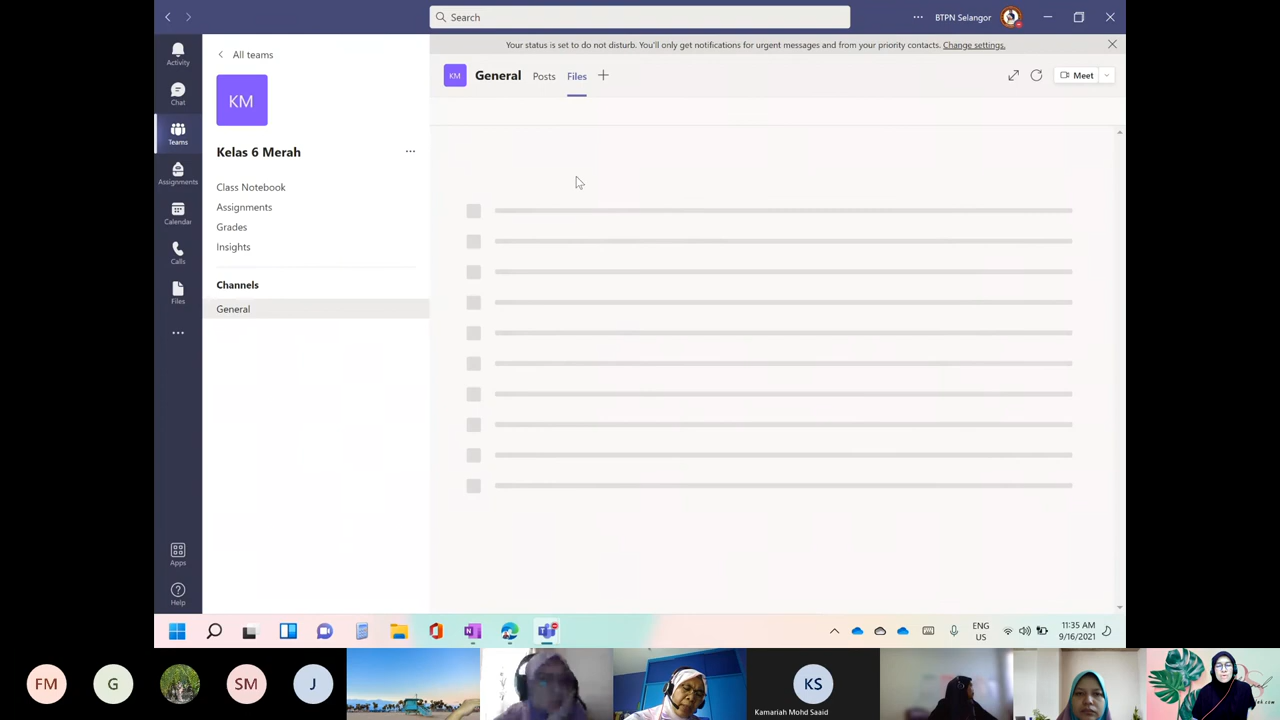 Search
BTPN Selangor
Your status is set to do not disturb. You'll only get notifications for urgent messages and from your priority contacts. Change settings.
Activity
Chat
Teams
Assignments
Calendar
Calls
Files
Apps
Help
All teams
KM
Kelas 6 Merah
Class Notebook
Assignments
Grades
Insights
Channels
General
KM
General
Posts
Files
Meet
ENG
US
11:35 AM
9/16/2021
FM
G
SM
J
KS
Kamariah Mohd Saaid